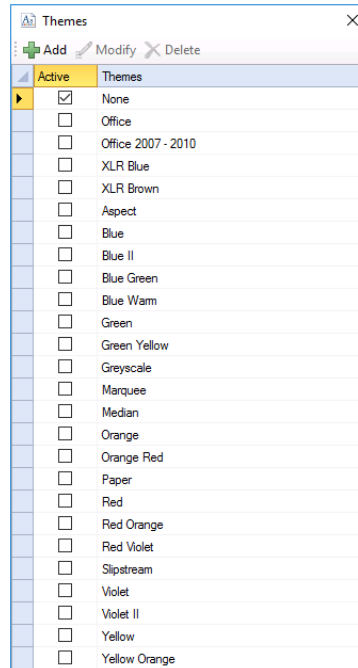 Themes
Add Modify Delete
Active Themes
None
Office
Office 2007 - 2010
XLR Blue
XLR Brown
Aspect
Blue
Blue II
Blue Green
Blue Warm
Green
Green Yellow
Greyscale
Marquee
Median
Orange
Orange Red
Paper
Red
Red Orange
Red Violet
Slipstream
Violet
Violet II
Yellow
Yellow Orange